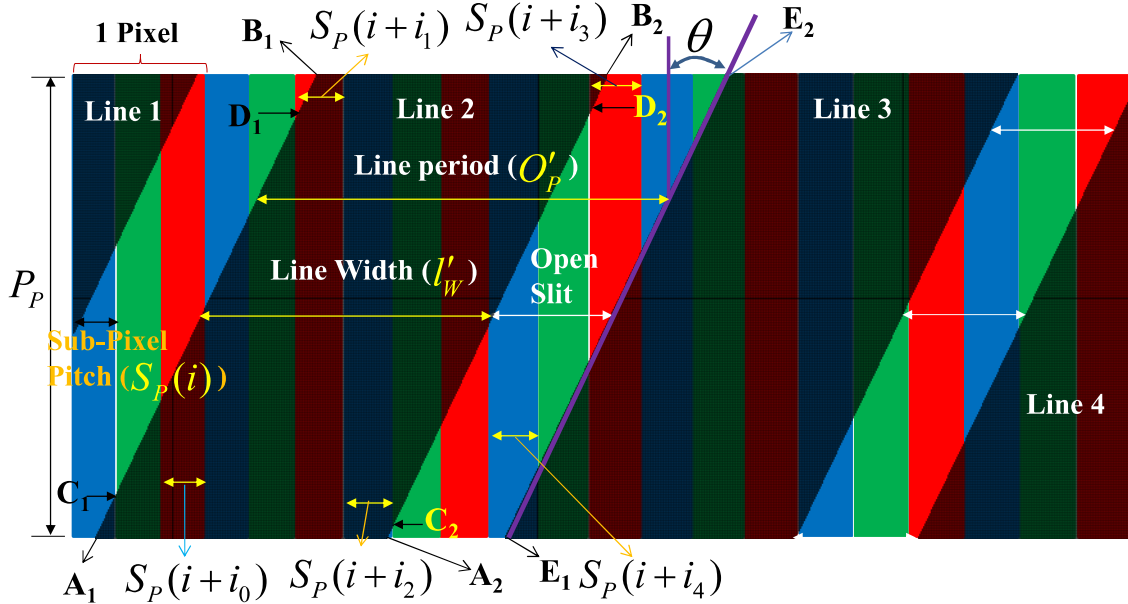 1 Pixel
B₁
S_P(i + i₁)
S_P(i + i₃)
B₂
θ
E₂
Line 1
D₁
Line 2
D₂
Line 3
Line period (O′_P)
P_P
Line Width (l′_W)
Open
Slit
Sub-Pixel
Pitch (S_P(i))
Line 4
C₁
C₂
A₁
S_P(i + i₀)
S_P(i + i₂)
A₂
E₁
S_P(i + i₄)